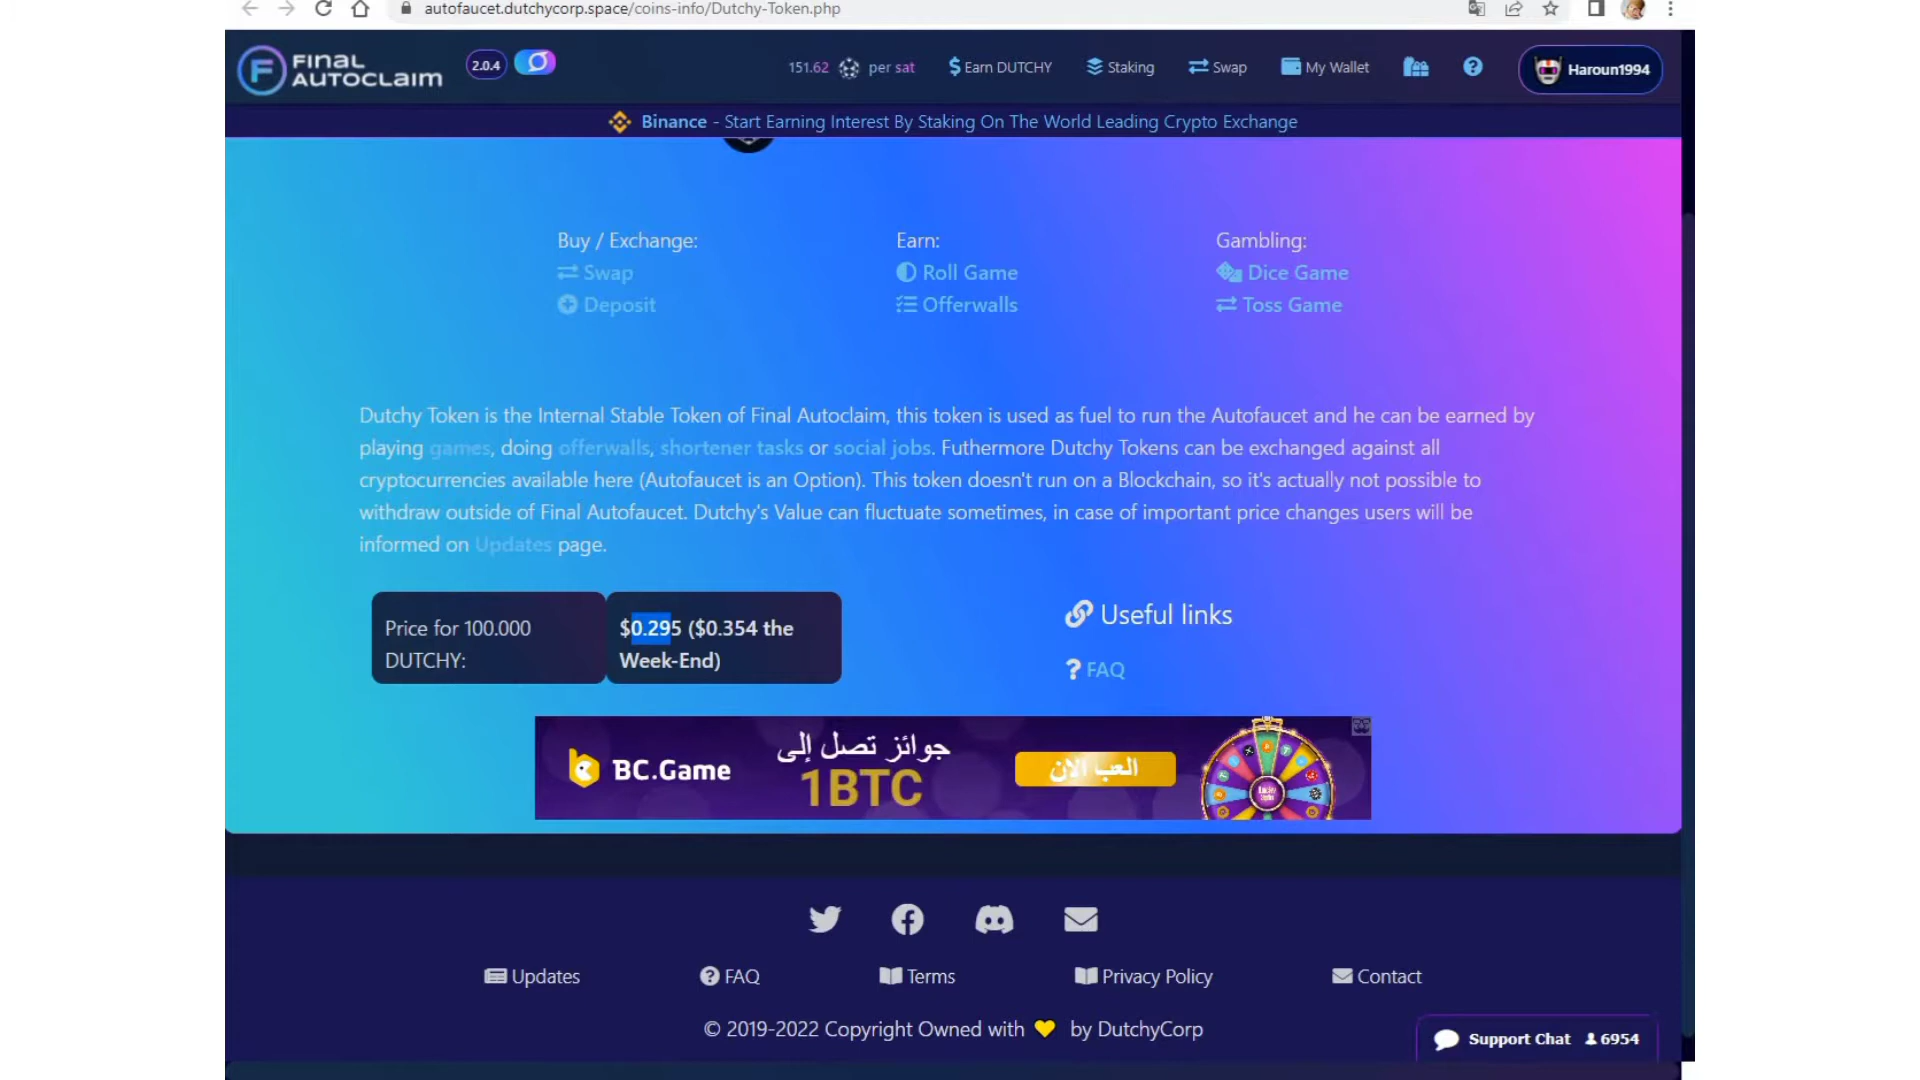 autofaucet.dutchycorp.space/coins-info/Dutchy-Token.php
FINAL AUTOCLAIM
2.0.4
151.62 per sat
Earn DUTCHY
Staking
Swap
My Wallet
Haroun1994
Binance - Start Earning Interest By Staking On The World Leading Crypto Exchange
Buy / Exchange:
Swap
Deposit
Earn:
Roll Game
Offerwalls
Gambling:
Dice Game
Toss Game
Dutchy Token is the Internal Stable Token of Final Autoclaim, this token is used as fuel to run the Autofaucet and he can be earned by
playing games, doing offerwalls, shortener tasks or social jobs. Futhermore Dutchy Tokens can be exchanged against all
cryptocurrencies available here (Autofaucet is an Option). This token doesn't run on a Blockchain, so it's actually not possible to
withdraw outside of Final Autofaucet. Dutchy's Value can fluctuate sometimes, in case of important price changes users will be
informed on Updates page.
Price for 100.000
DUTCHY:
$0.295 ($0.354 the
Week-End)
Useful links
FAQ
BC.Game
جوائز تصل إلى
1BTC
العب الان
Updates
FAQ
Terms
Privacy Policy
Contact
© 2019-2022 Copyright Owned with by DutchyCorp
Support Chat 6954